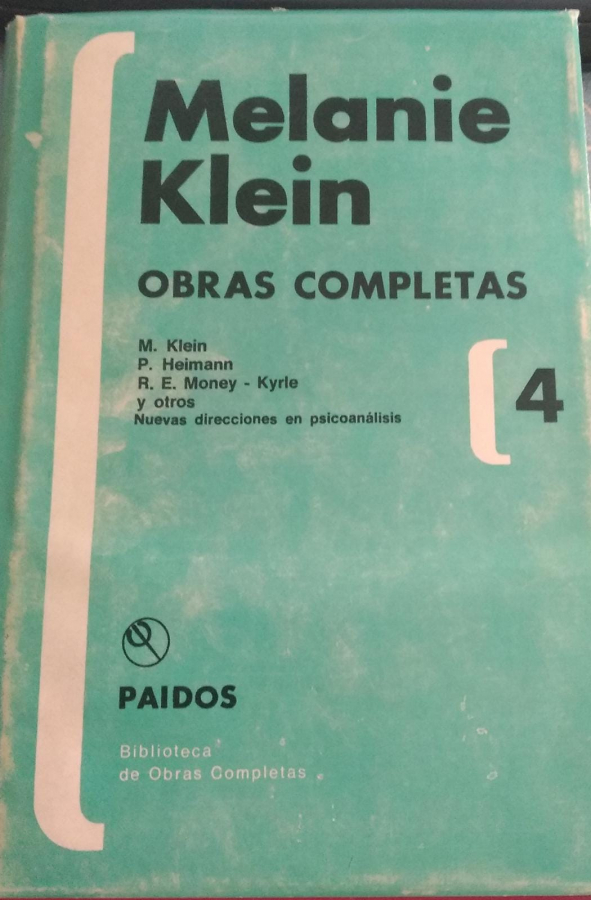 Melanie
Klein
OBRAS COMPLETAS
M. Klein
P. Heimann
R. E. Money - Kyrle
y otros
Nuevas direcciones en psicoanálisis
4
PAIDOS
Biblioteca
de Obras Completas